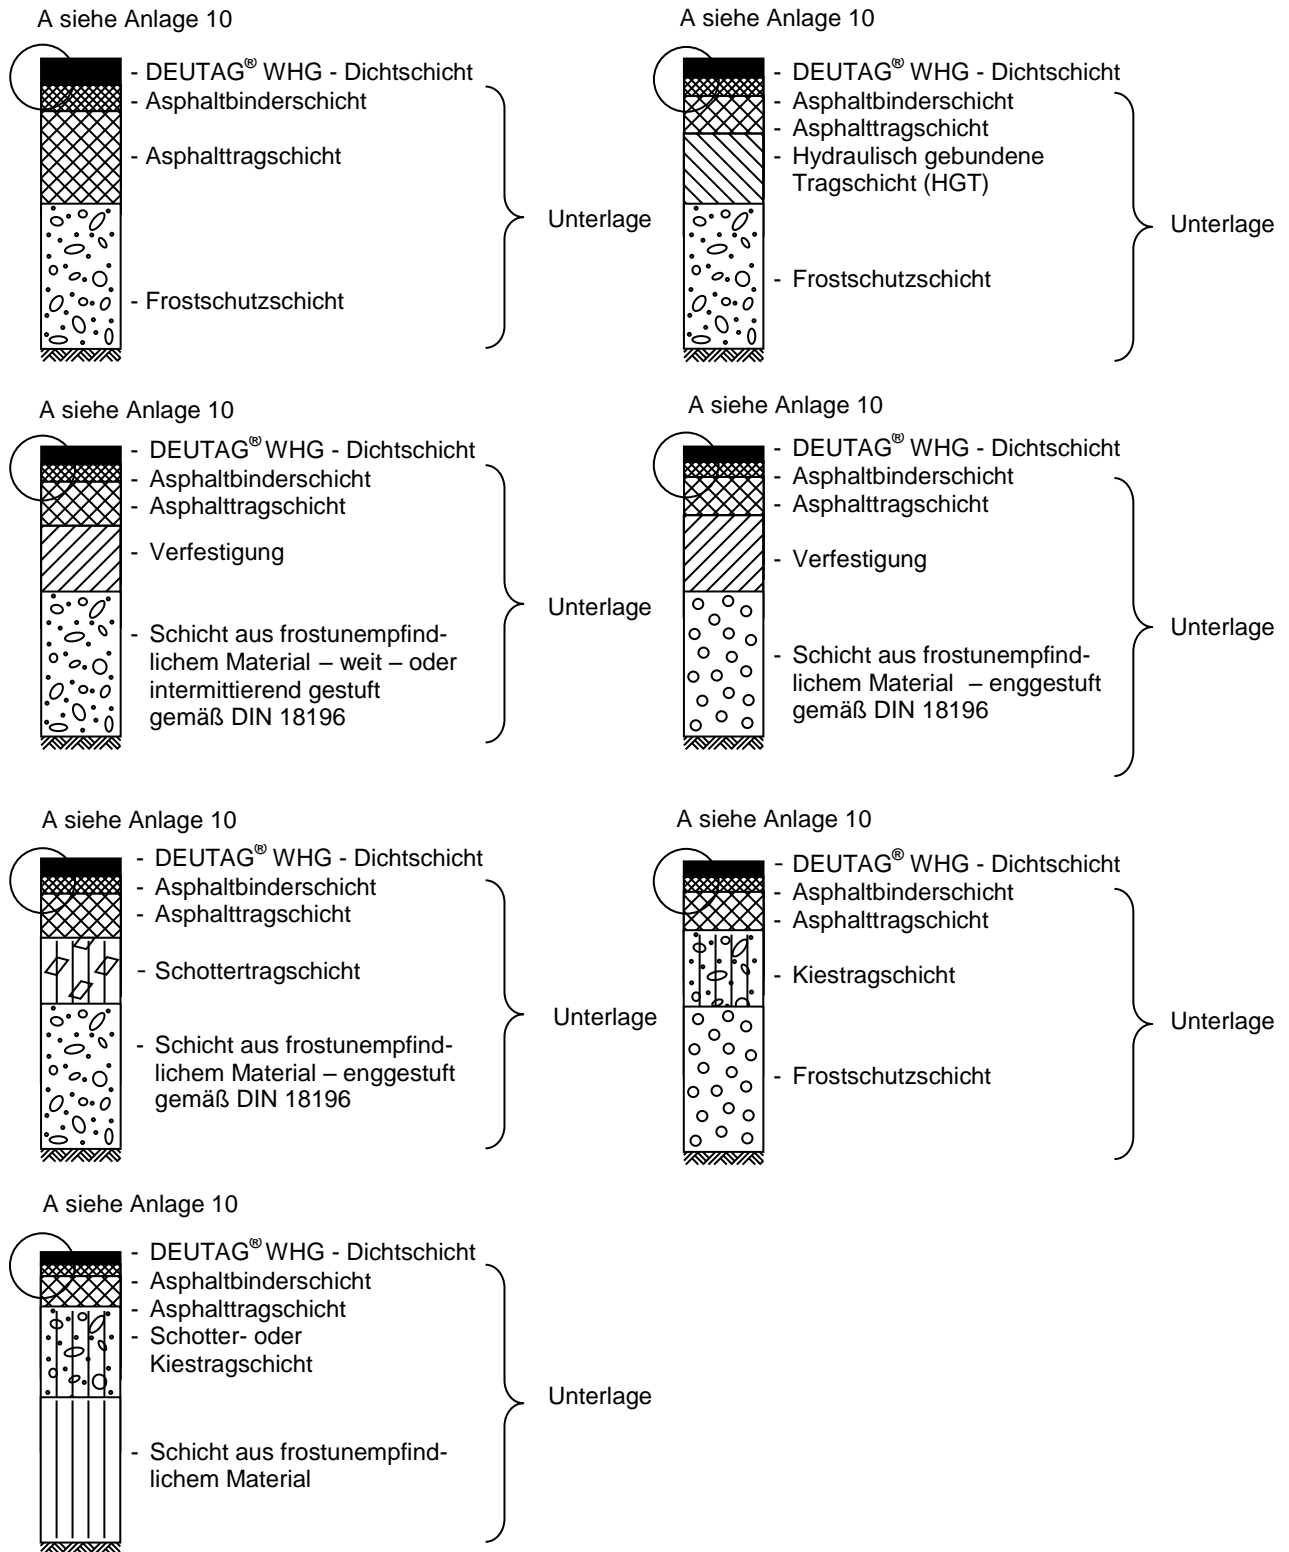 A siehe Anlage 10
- DEUTAG® WHG - Dichtschicht
- Asphaltbinderschicht
- Asphalttragschicht
- Frostschutzschicht
Unterlage
A siehe Anlage 10
- DEUTAG® WHG - Dichtschicht
- Asphaltbinderschicht
- Asphalttragschicht
- Hydraulisch gebundene
Tragschicht (HGT)
- Frostschutzschicht
Unterlage
A siehe Anlage 10
- DEUTAG® WHG - Dichtschicht
- Asphaltbinderschicht
- Asphalttragschicht
- Verfestigung
- Schicht aus frostunempfind-
lichem Material – weit – oder
intermittierend gestuft
gemäß DIN 18196
Unterlage
A siehe Anlage 10
- DEUTAG® WHG - Dichtschicht
- Asphaltbinderschicht
- Asphalttragschicht
- Verfestigung
- Schicht aus frostunempfind-
lichem Material – enggestuft
gemäß DIN 18196
Unterlage
A siehe Anlage 10
- DEUTAG® WHG - Dichtschicht
- Asphaltbinderschicht
- Asphalttragschicht
- Schottertragschicht
- Schicht aus frostunempfind-
lichem Material – enggestuft
gemäß DIN 18196
Unterlage
A siehe Anlage 10
- DEUTAG® WHG - Dichtschicht
- Asphaltbinderschicht
- Asphalttragschicht
- Kiestragschicht
- Frostschutzschicht
Unterlage
A siehe Anlage 10
- DEUTAG® WHG - Dichtschicht
- Asphaltbinderschicht
- Asphalttragschicht
- Schotter- oder
Kiestragschicht
- Schicht aus frostunempfind-
lichem Material
Unterlage